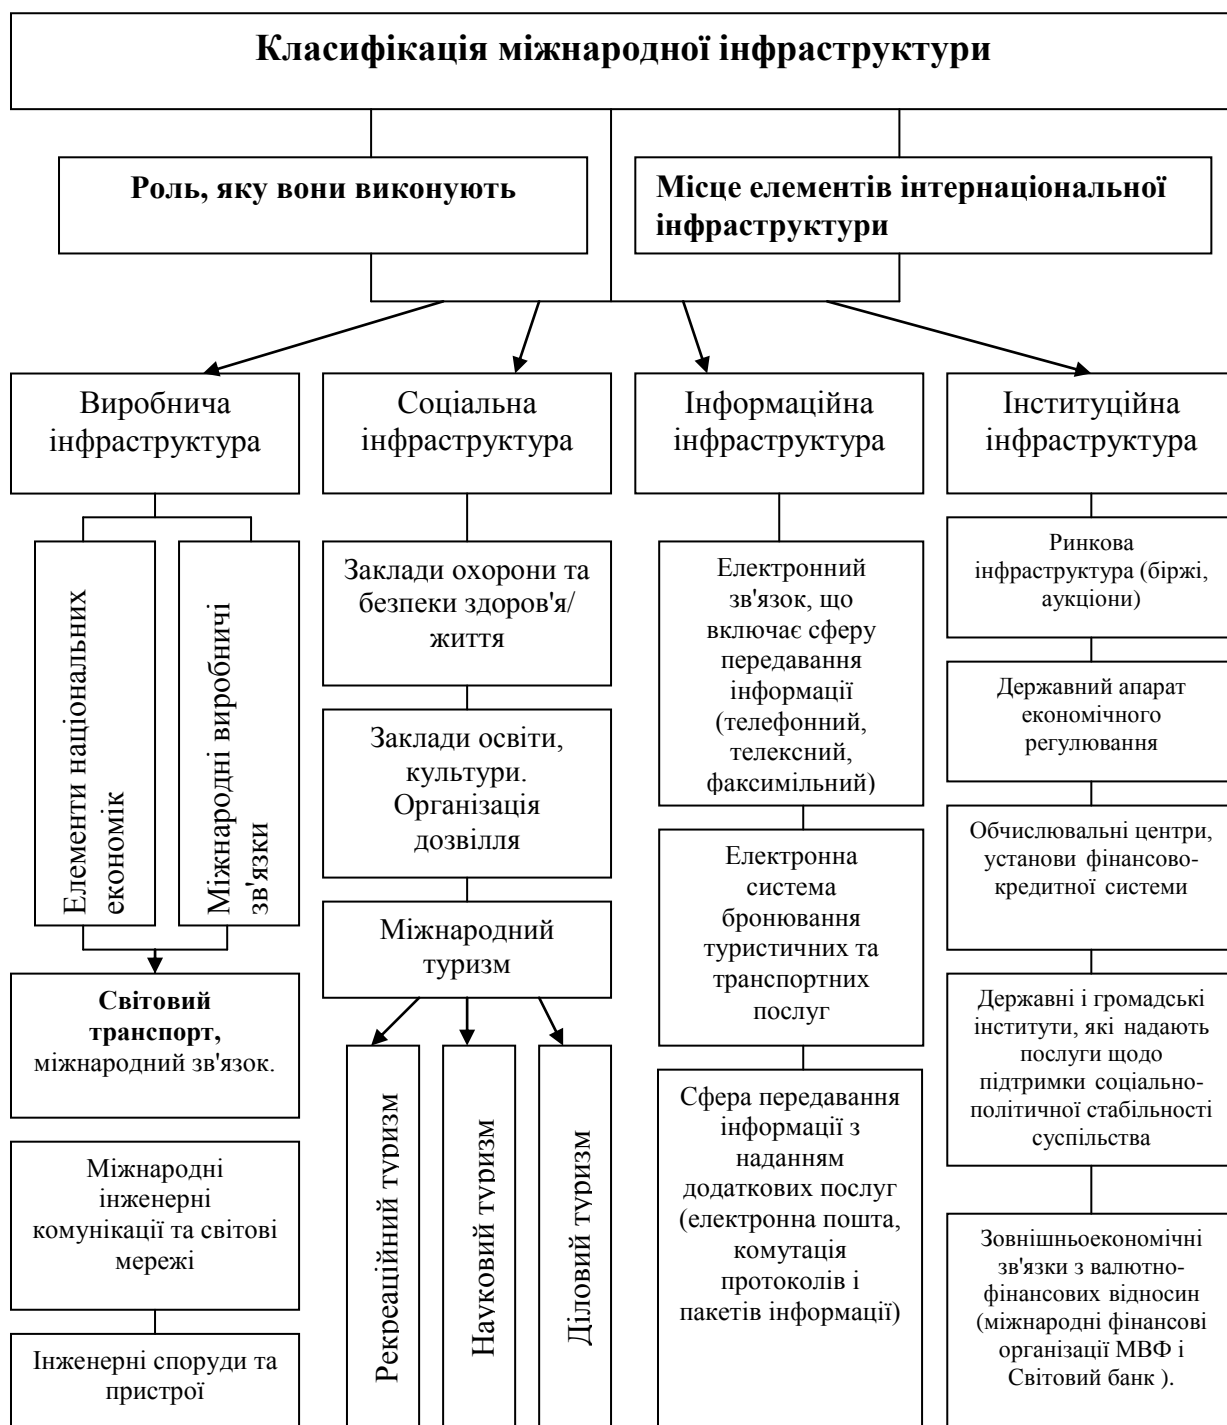 Класифікація міжнародної інфраструктури
Роль, яку вони виконують
Місце елементів інтернаціональної
інфраструктури
Виробнича
інфраструктура
Соціальна
інфраструктура
Інформаційна
інфраструктура
Інституційна
інфраструктура
Елементи національних
економік
Міжнародні виробничі
зв'язки
Світовий
транспорт,
міжнародний зв'язок.
Міжнародні
інженерні
комунікації та світові
мережі
Інженерні споруди та
пристрої
Заклади охорони та
безпеки здоров'я/
життя
Заклади освіти,
культури.
Організація
дозвілля
Міжнародний
туризм
Рекреаційний туризм
Науковий туризм
Діловий туризм
Електронний
зв'язок, що
включає сферу
передавання
інформації
(телефонний,
телексний,
факсимільний)
Електронна
система
бронювання
туристичних та
транспортних
послуг
Сфера передавання
інформації з
наданням
додаткових послуг
(електронна пошта,
комутація
протоколів і
пакетів інформації)
Ринкова
інфраструктура (біржі,
аукціони)
Державний апарат
економічного
регулювання
Обчислювальні центри,
установи фінансово-
кредитної системи
Державні і громадські
інститути, які надають
послуги щодо
підтримки соціально-
політичної стабільності
суспільства
Зовнішньоекономічні
зв'язки з валютно-
фінансових відносин
(міжнародні фінансові
організації МВФ і
Світовий банк ).